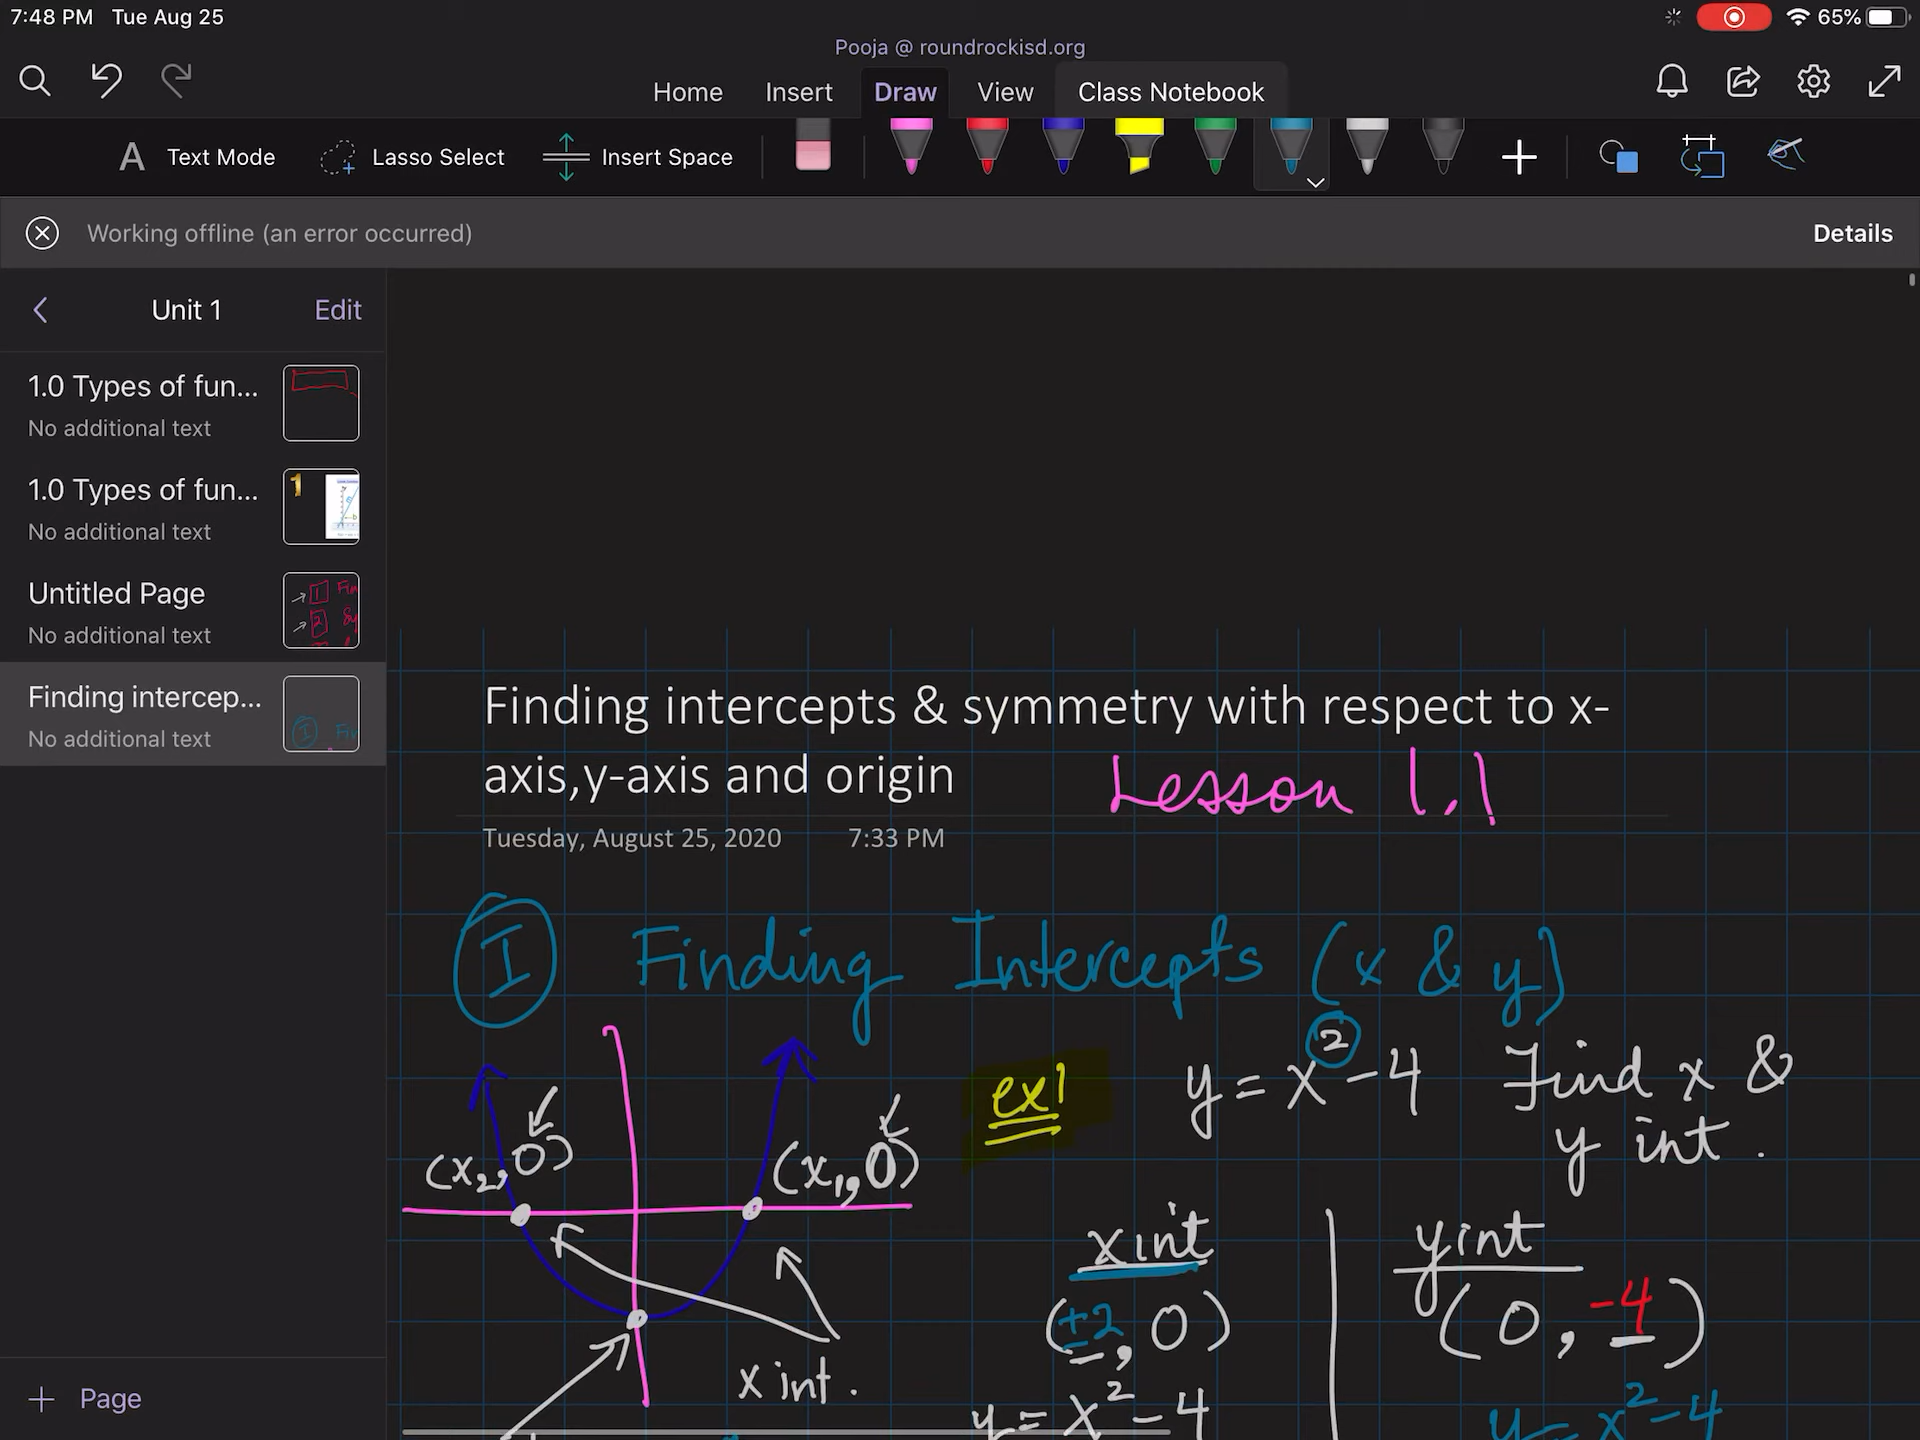 7:48 PM Tue Aug 25
65%
Pooja @ roundrockisd.org
Home Insert Draw View Class Notebook
A Text Mode Lasso Select Insert Space
Working offline (an error occurred) Details
Unit 1 Edit
1.0 Types of fun...
No additional text
1.0 Types of fun...
No additional text
Untitled Page
No additional text
Finding intercep...
No additional text
+ Page
Finding intercepts & symmetry with respect to x-
axis,y-axis and origin
Lesson 1.1
Tuesday, August 25, 2020 7:33 PM
I Finding Intercepts (x & y)
ex1 y = x² - 4 Find x &
y int.
(x₂, 0) (x₁, 0)
x int.
x int
(±2, 0)
y = x² - 4
y int
(0, -4)
y = x² - 4